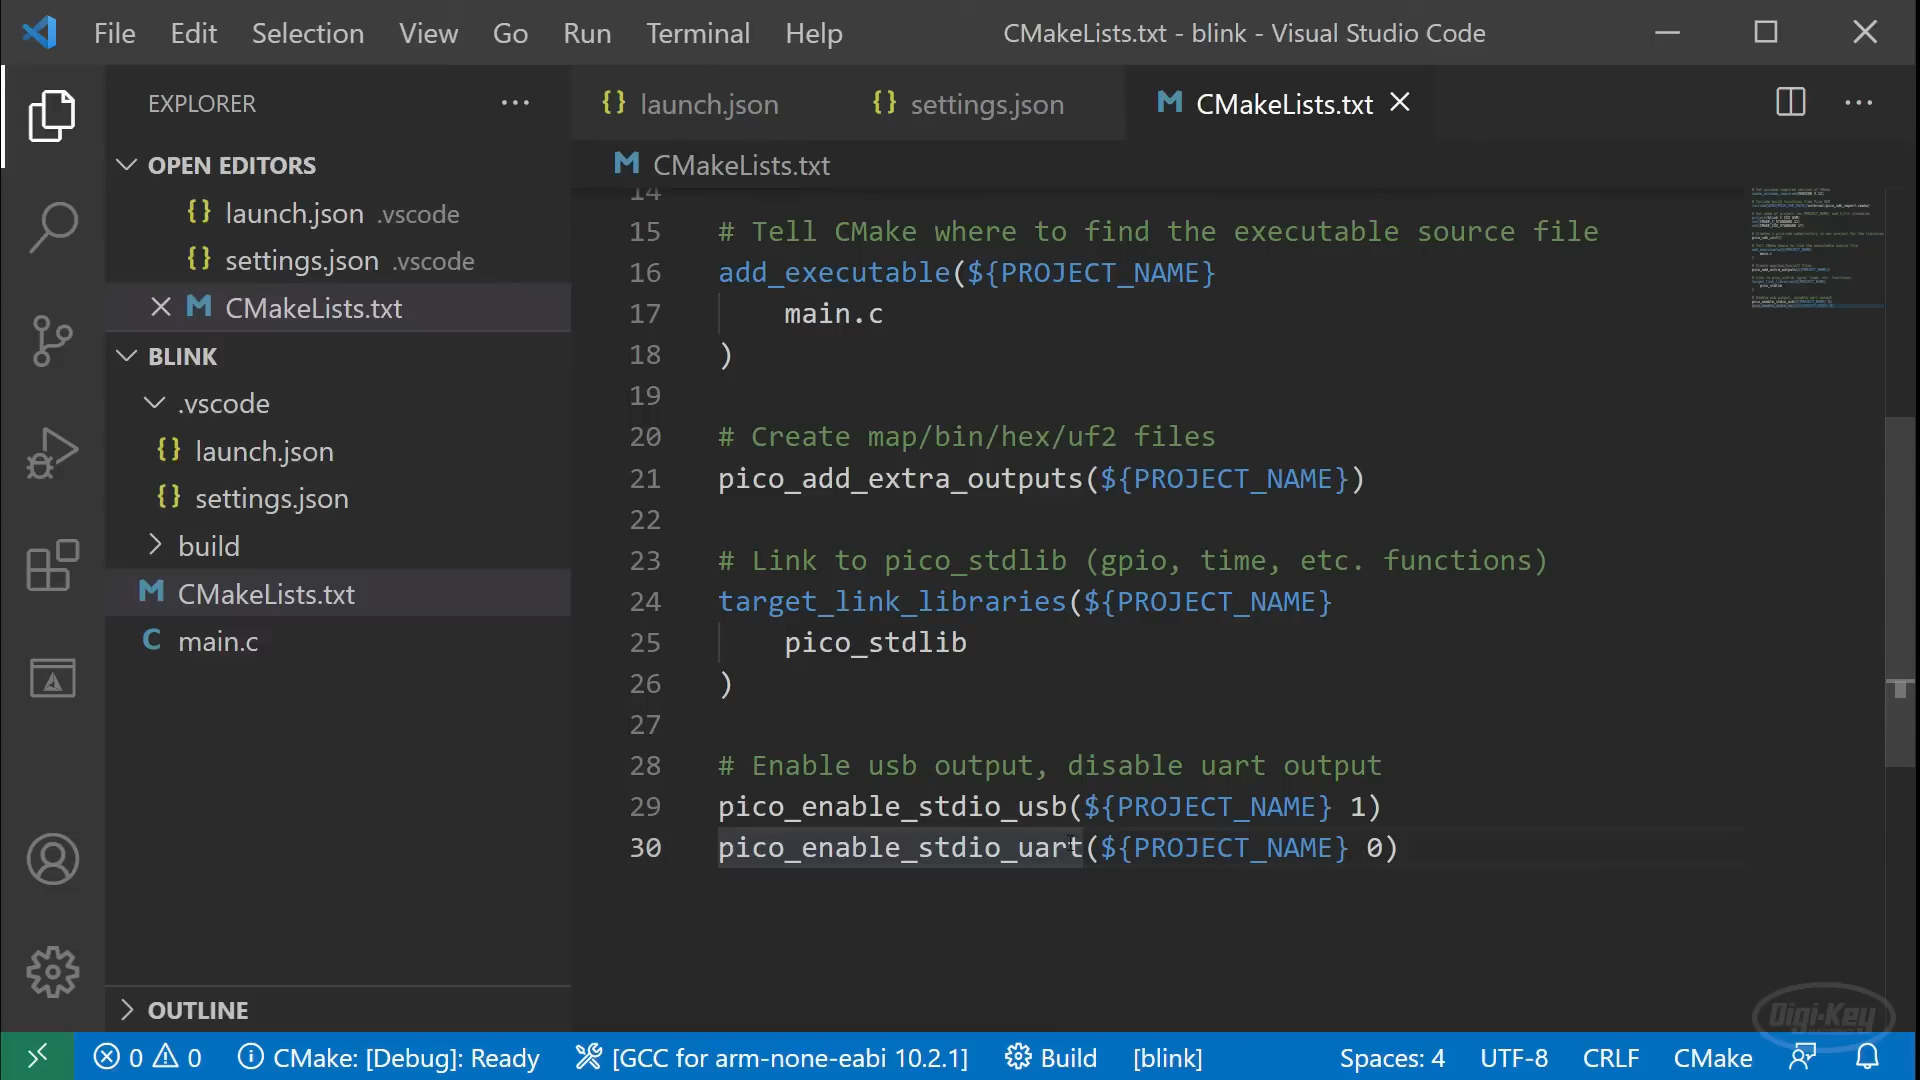 File Edit Selection View Go Run Terminal Help CMakeLists.txt - blink - Visual Studio Code
EXPLORER
launch.json settings.json CMakeLists.txt
OPEN EDITORS
CMakeLists.txt
launch.json .vscode
settings.json .vscode
CMakeLists.txt
BLINK
.vscode
launch.json
settings.json
build
CMakeLists.txt
main.c
OUTLINE
14
15 # Tell CMake where to find the executable source file
16 add_executable(${PROJECT_NAME}
17 main.c
18 )
19
20 # Create map/bin/hex/uf2 files
21 pico_add_extra_outputs(${PROJECT_NAME})
22
23 # Link to pico_stdlib (gpio, time, etc. functions)
24 target_link_libraries(${PROJECT_NAME}
25 pico_stdlib
26 )
27
28 # Enable usb output, disable uart output
29 pico_enable_stdio_usb(${PROJECT_NAME} 1)
30 pico_enable_stdio_uart(${PROJECT_NAME} 0)
Digi-Key
0 0 CMake: [Debug]: Ready [GCC for arm-none-eabi 10.2.1] Build [blink] Spaces: 4 UTF-8 CRLF CMake